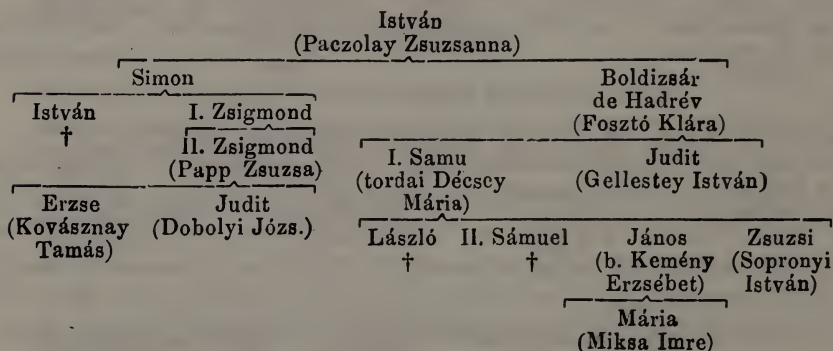 István
(Paczolay Zsuzsanna)
Simon
Boldizsár
de Hadrév
(Fosztó Klára)
István
†
I. Zsigmond
II. Zsigmond
(Papp Zsuzsa)
I. Samu
(tordai Décsey
Mária)
Judit
(Gellestey István)
Erzse
(Kovásznay
Tamás)
Judit
(Dobolyi Józs.)
László
†
II. Sámuel
†
János
(b. Kemény
Erzsébet)
Zsuzsi
(Sopronyi
István)
Mária
(Miksa Imre)